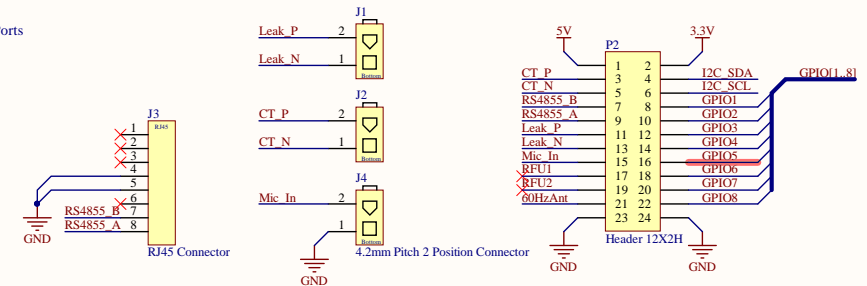 orts
J1
Leak_P 2
Leak_N 1
Bottom
J2
CT_P 2
CT_N 1
Bottom
J4
Mic_In 2
1
Bottom
GND
4.2mm Pitch 2 Position Connector
J3
RJ45
1
2
3
4
5
6
RS4855_B 7
RS4855_A 8
GND
RJ45 Connector
5V
3.3V
P2
GPIO[1..8]
1 2
CT_P 3 4 I2C_SDA
CT_N 5 6 I2C_SCL
RS4855_B 7 8 GPIO1
RS4855_A 9 10 GPIO2
Leak_P 11 12 GPIO3
Leak_N 13 14 GPIO4
Mic_In 15 16 GPIO5
RFU1 17 18 GPIO6
RFU2 19 20 GPIO7
60HzAnt 21 22 GPIO8
23 24
Header 12X2H
GND
GND